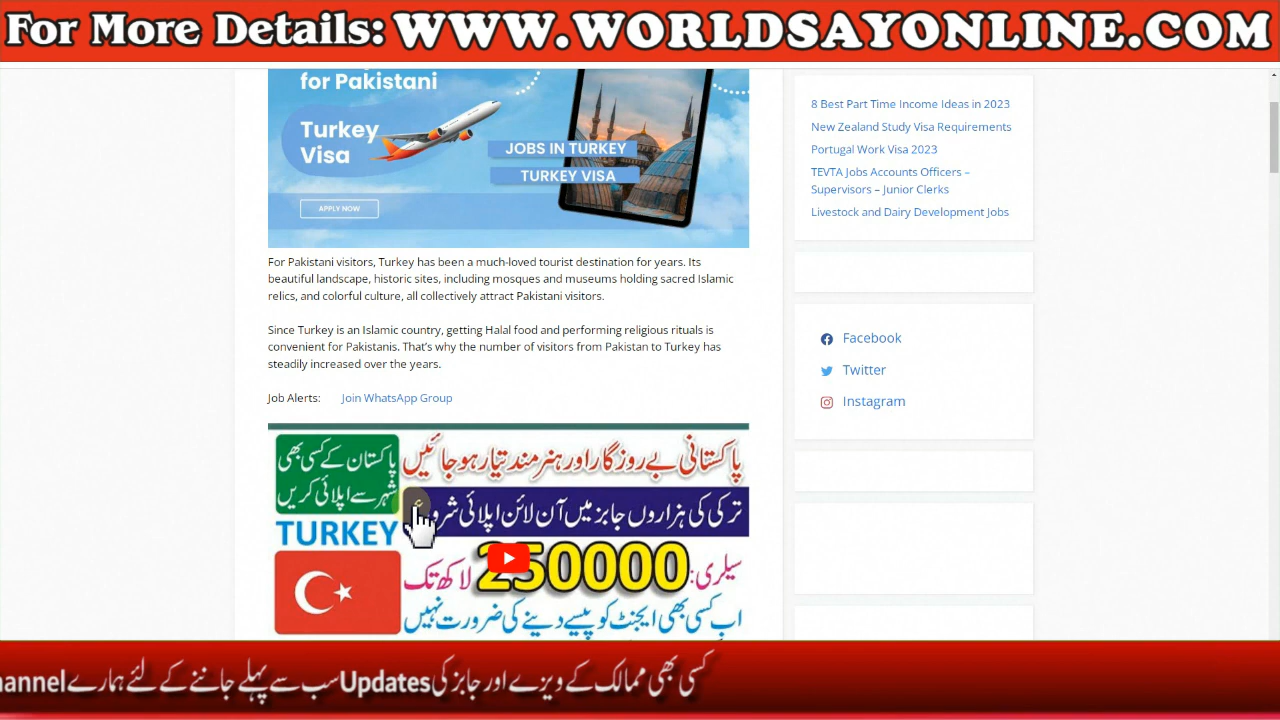 For More Details: WWW.WORLDSAYONLINE.COM
for Pakistani
Turkey
Visa
JOBS IN TURKEY
TURKEY VISA
APPLY NOW
For Pakistani visitors, Turkey has been a much-loved tourist destination for years. Its
beautiful landscape, historic sites, including mosques and museums holding sacred Islamic
relics, and colorful culture, all collectively attract Pakistani visitors.
Since Turkey is an Islamic country, getting Halal food and performing religious rituals is
convenient for Pakistanis. That's why the number of visitors from Pakistan to Turkey has
steadily increased over the years.
Job Alerts: Join WhatsApp Group
پاکستان کے کسی بھی
شہر سے اپلائی کریں
TURKEY
پاکستانی بے روزگار اور ہنر مند تیار ہو جائیں
ترکی کی ہزاروں جابز میں آن لائن اپلائی
سیلری: 250000 لاکھ تک
اب کسی بھی ایجنٹ کو پیسے دینے کی ضرورت نہیں
8 Best Part Time Income Ideas in 2023
New Zealand Study Visa Requirements
Portugal Work Visa 2023
TEVTA Jobs Accounts Officers –
Supervisors – Junior Clerks
Livestock and Dairy Development Jobs
Facebook
Twitter
Instagram
کسی بھی ممالک کے ویزے اور جابز کی Updates سب سے پہلے جاننے کے لئے ہمارے